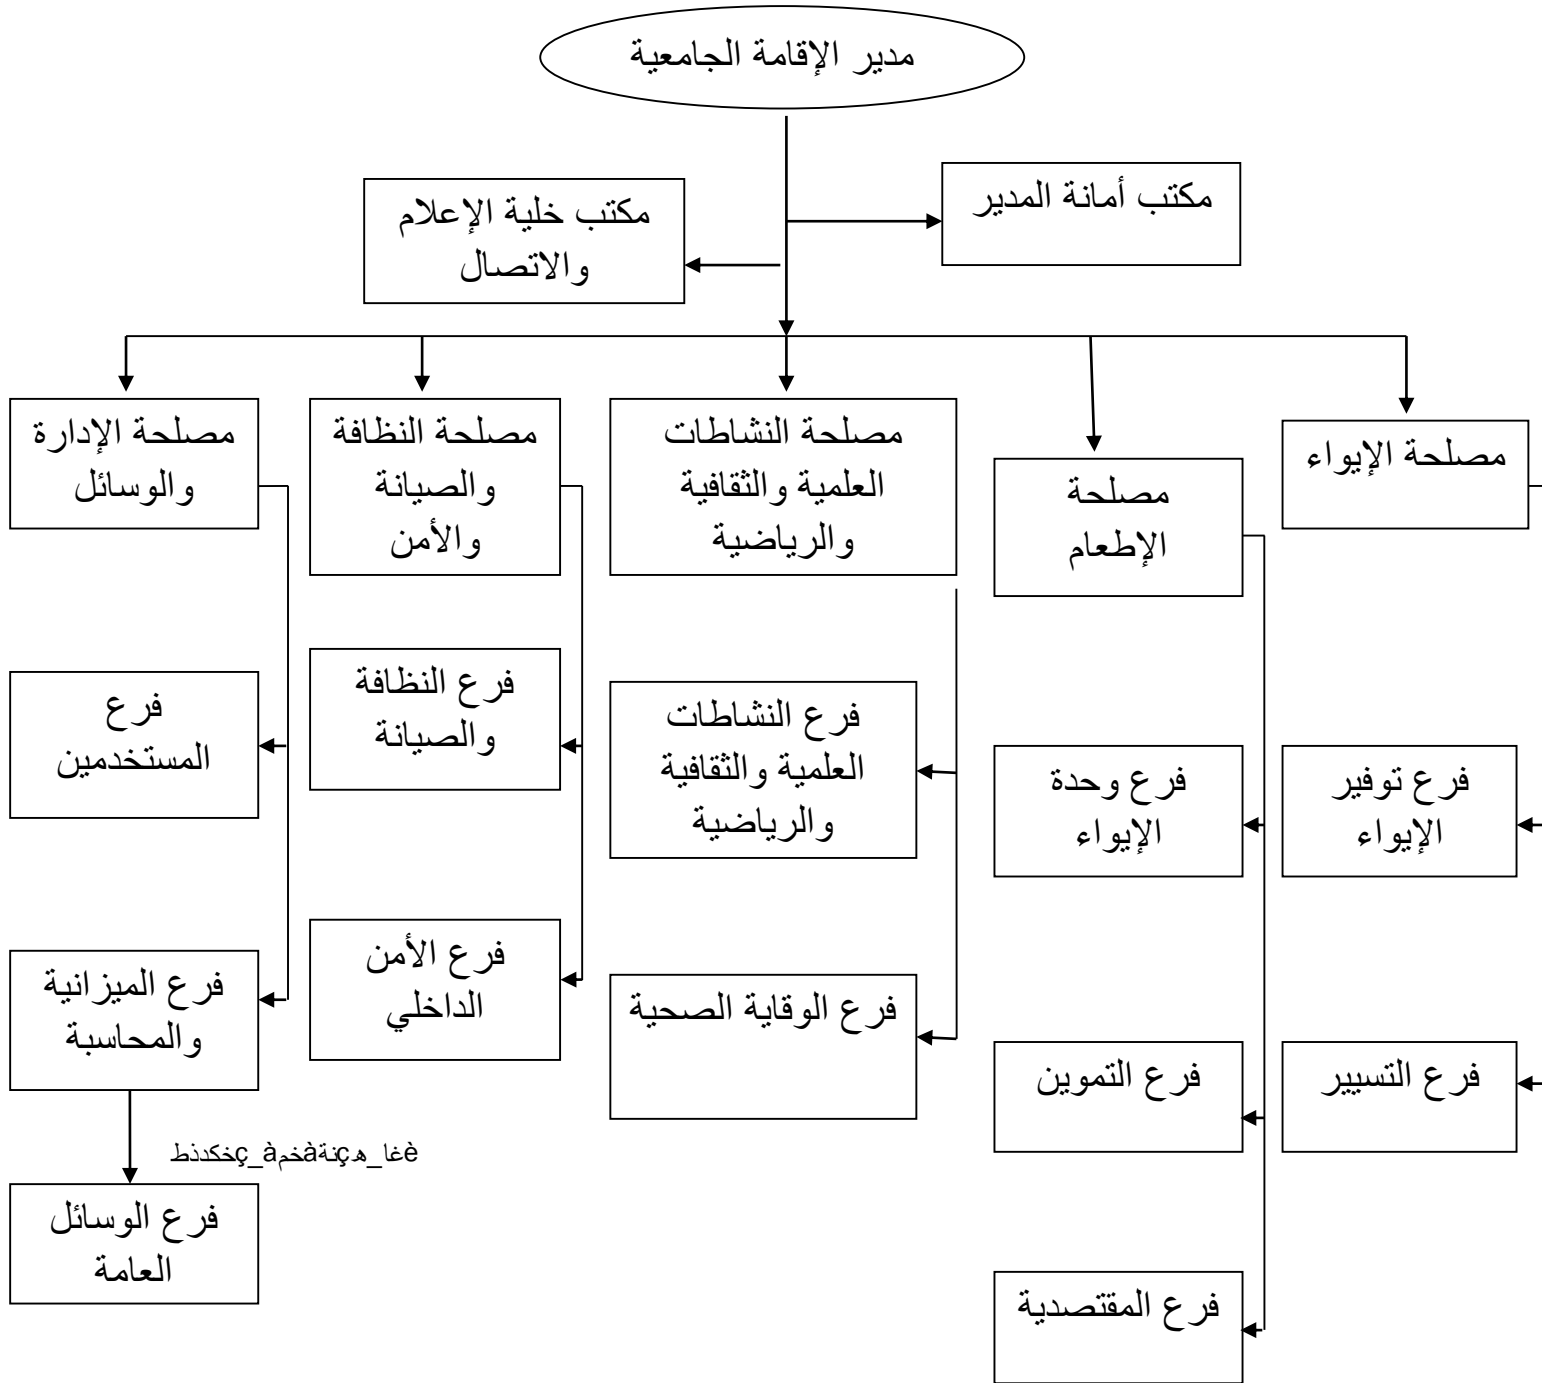 مدير الإقامة الجامعية
مكتب أمانة المدير
مكتب خلية الإعلام
والاتصال
مصلحة الإيواء
مصلحة
الإطعام
مصلحة النشاطات
العلمية والثقافية
والرياضية
مصلحة النظافة
والصيانة
والأمن
مصلحة الإدارة
والوسائل
فرع توفير
الإيواء
فرع وحدة
الإيواء
فرع النشاطات
العلمية والثقافية
والرياضية
فرع النظافة
والصيانة
فرع
المستخدمين
فرع التسيير
فرع التموين
فرع الوقاية الصحية
فرع الأمن
الداخلي
فرع الميزانية
والمحاسبة
فرع المقتصدية
فرع الوسائل
العامة